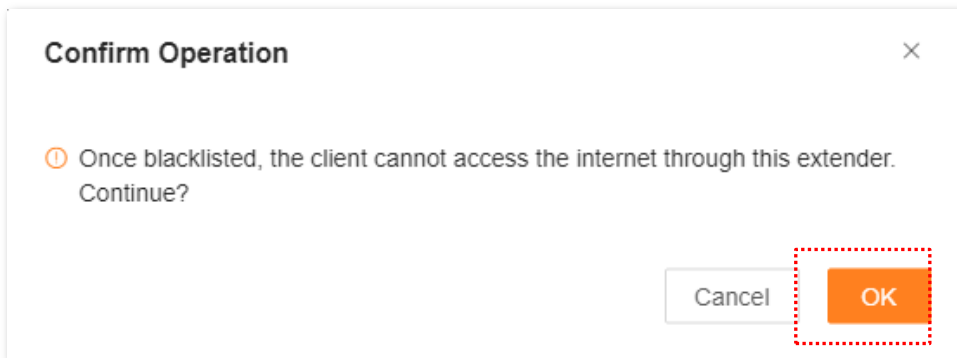 Confirm Operation
Once blacklisted, the client cannot access the internet through this extender.
Continue?
Cancel
OK